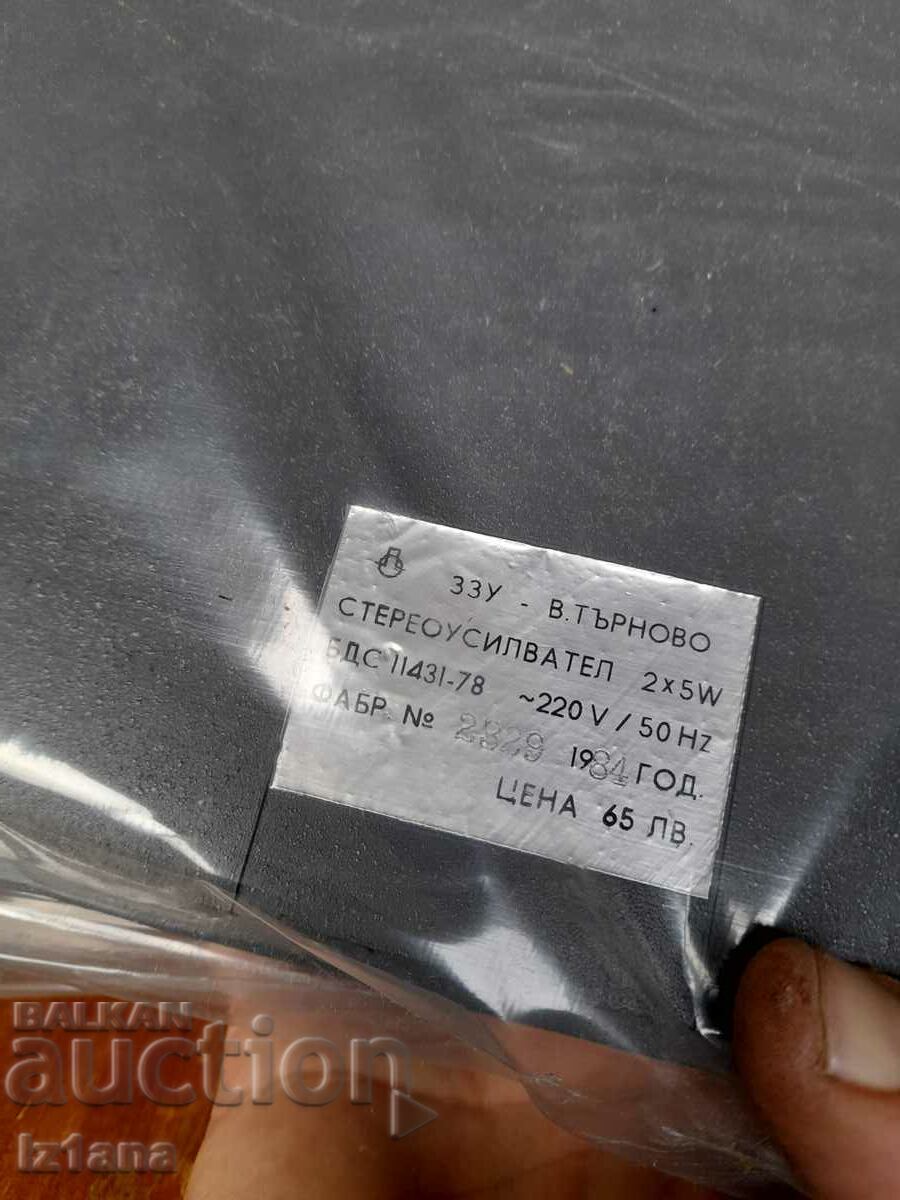 ЗЗУ - В.ТЪРНОВО
СТЕРЕОУСИЛВАТЕЛ 2x5W
БДС 11431-78 ~220 V / 50 Hz
ФАБР. № 2829 1984 ГОД.
ЦЕНА 65 ЛВ.
BALKAN
auction
Iz1ana